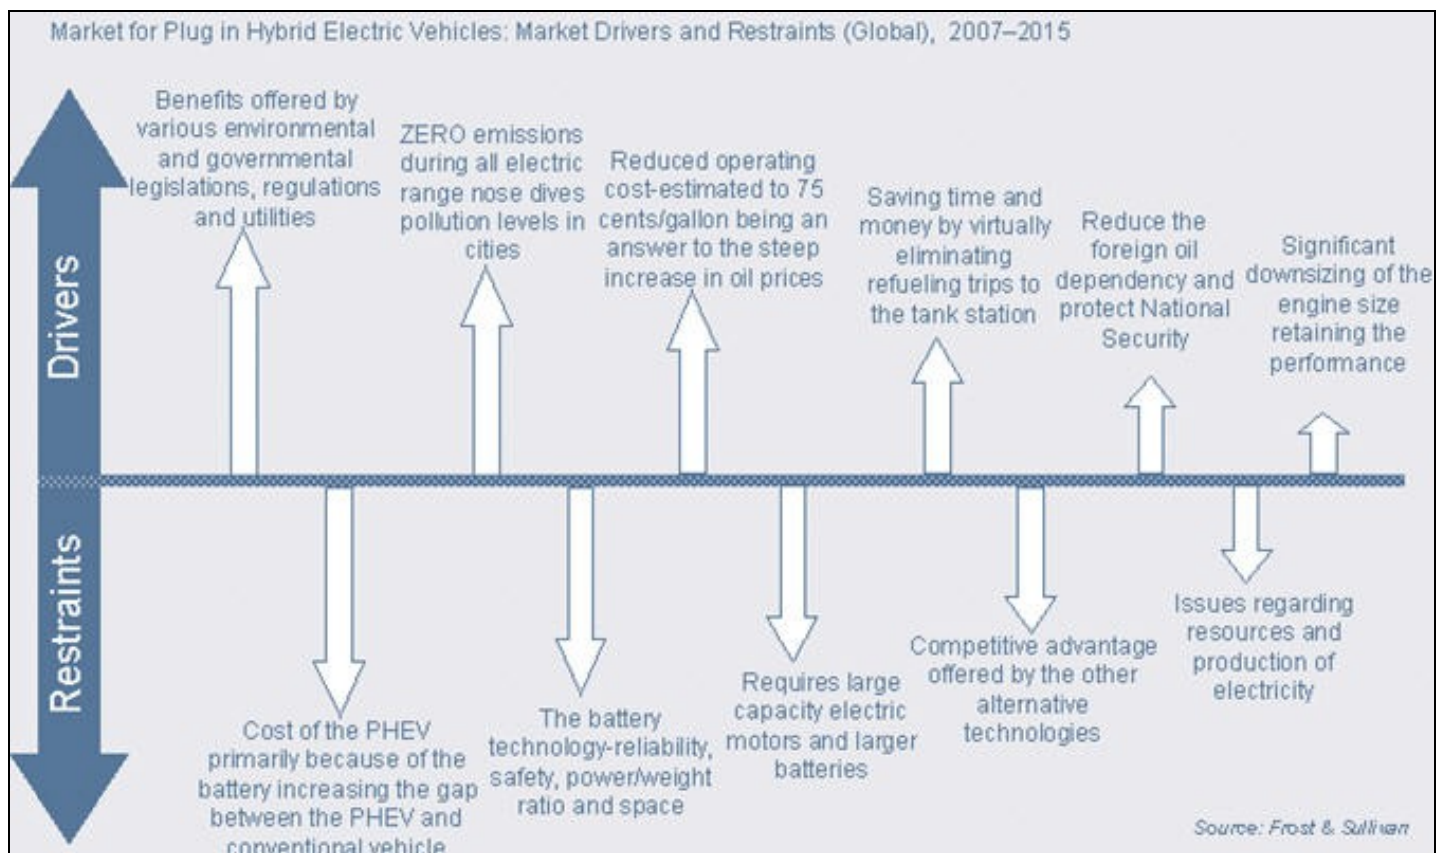 Market for Plug in Hybrid Electric Vehicles: Market Drivers and Restraints (Global), 2007–2015
Drivers
Benefits offered by
various environmental
and governmental
legislations, regulations
and utilities
ZERO emissions
during all electric
range nose dives
pollution levels in
cities
Reduced operating
cost-estimated to 75
cents/gallon being an
answer to the steep
increase in oil prices
Saving time and
money by virtually
eliminating
refueling trips to
the tank station
Reduce the
foreign oil
dependency and
protect National
Security
Significant
downsizing of the
engine size
retaining the
performance
Restraints
Cost of the PHEV
primarily because of the
battery increasing the gap
between the PHEV and
conventional vehicle
The battery
technology-reliability,
safety, power/weight
ratio and space
Requires large
capacity electric
motors and larger
batteries
Competitive advantage
offered by the other
alternative
technologies
Issues regarding
resources and
production of
electricity
Source: Frost & Sullivan